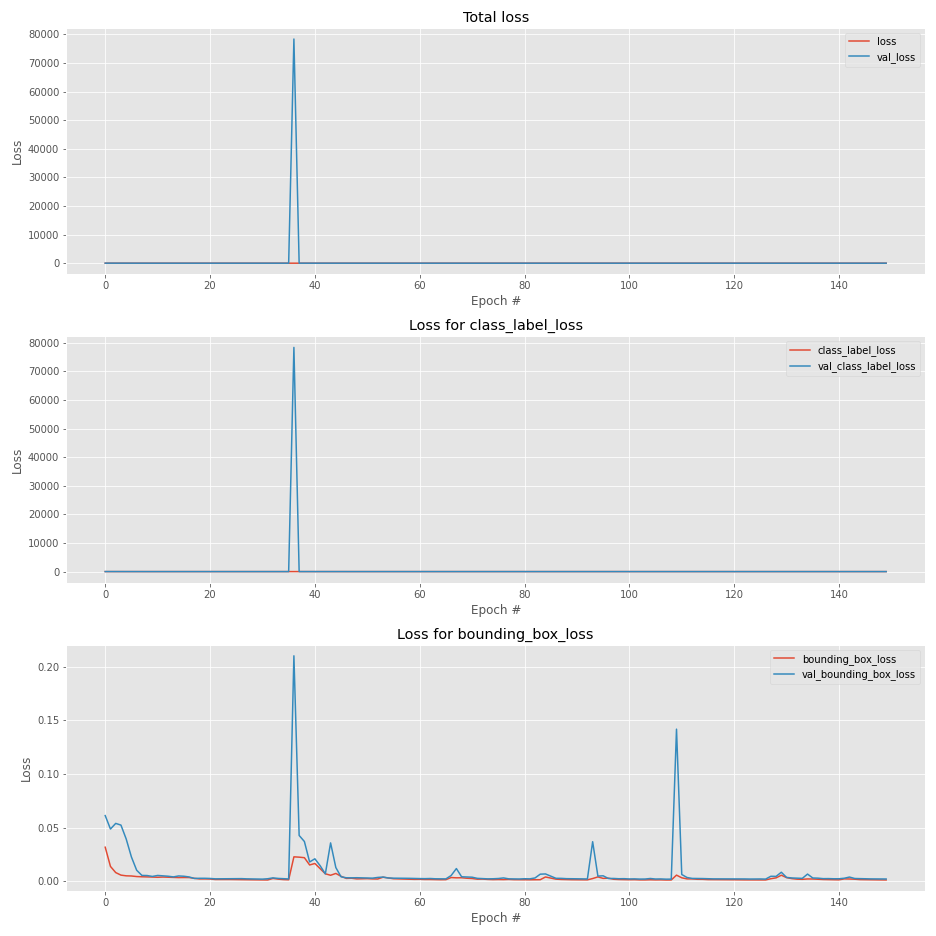 Total loss
80000
70000
60000
50000
40000
30000
20000
10000
0
Loss
loss
val_loss
0 20 40 60 80 100 120 140
Epoch #
Loss for class_label_loss
80000
70000
60000
50000
40000
30000
20000
10000
0
Loss
class_label_loss
val_class_label_loss
0 20 40 60 80 100 120 140
Epoch #
Loss for bounding_box_loss
0.20
0.15
0.10
0.05
0.00
Loss
bounding_box_loss
val_bounding_box_loss
0 20 40 60 80 100 120 140
Epoch #